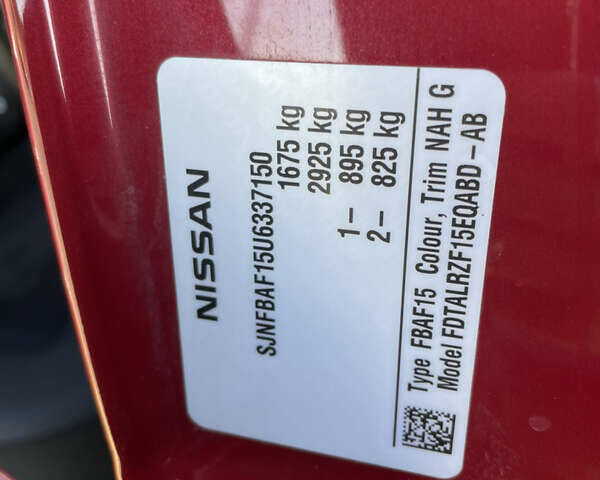 NISSAN
SJNFBAF15U6337150
1675 kg
2925 kg
1– 895 kg
2– 825 kg
Type FBAF15 Colour, Trim NAH G
Model FDTALRZF15EQABD–AB